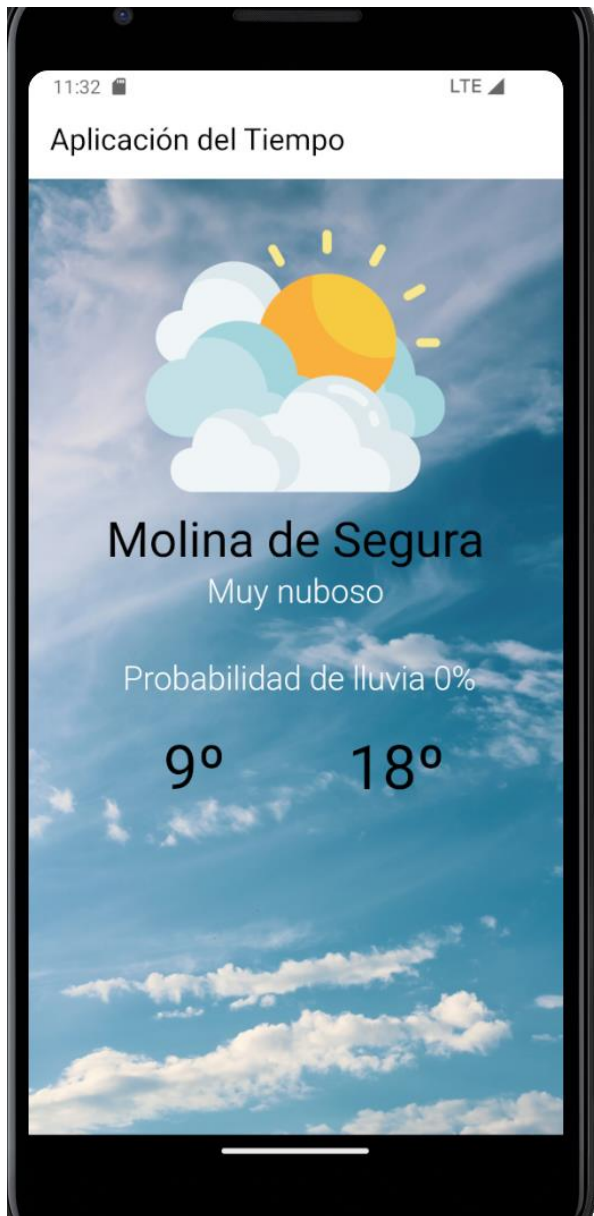 11:32 LTE
Aplicación del Tiempo
Molina de Segura
Muy nuboso
Probabilidad de lluvia 0%
9º 18º